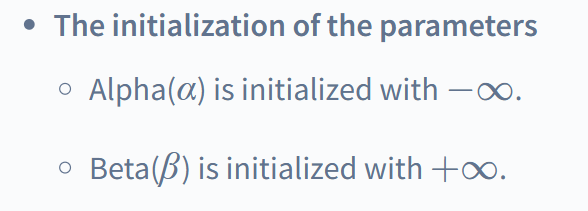 • The initialization of the parameters
○ Alpha(α) is initialized with −∞.
○ Beta(β) is initialized with +∞.